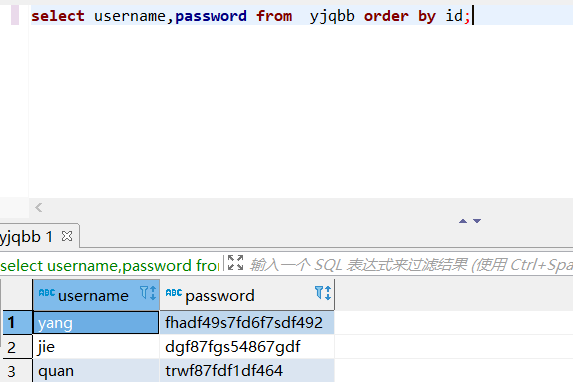 select username,password from yjqbb order by id;
yjqbb 1
select username,password fro
输入一个 SQL 表达式来过滤结果 (使用 Ctrl+Spa
ABC username ABC password
1 yang fhadf49s7fd6f7sdf492
2 jie dgf87fgs54867gdf
3 quan trwf87fdf1df464